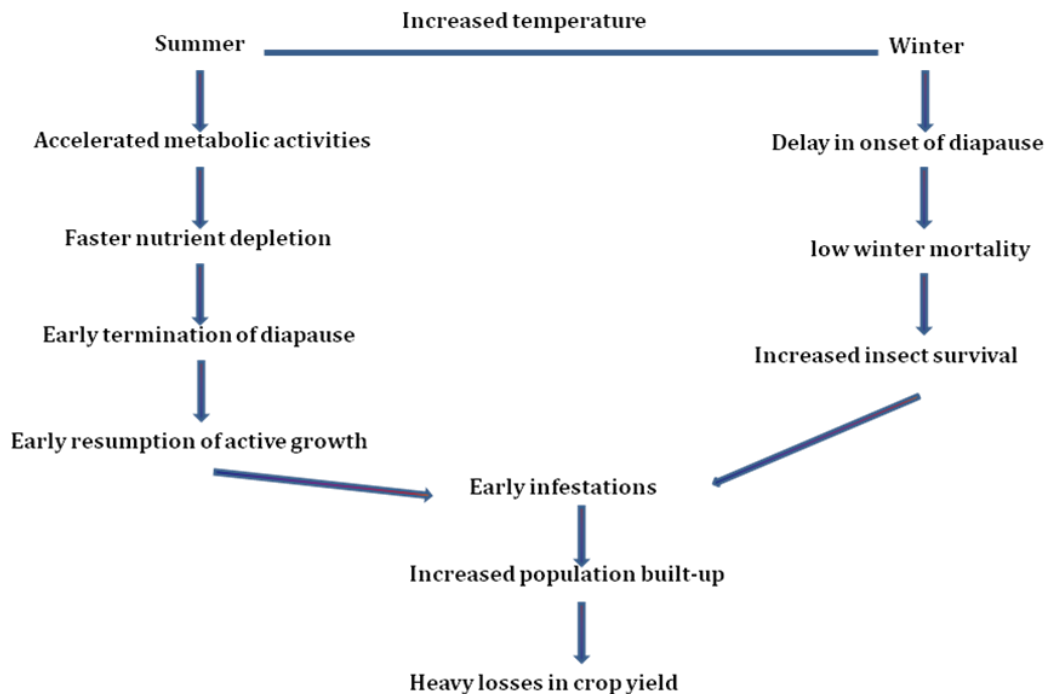 Increased temperature
Summer
Winter
Accelerated metabolic activities
Delay in onset of diapause
Faster nutrient depletion
low winter mortality
Early termination of diapause
Increased insect survival
Early resumption of active growth
Early infestations
Increased population built-up
Heavy losses in crop yield